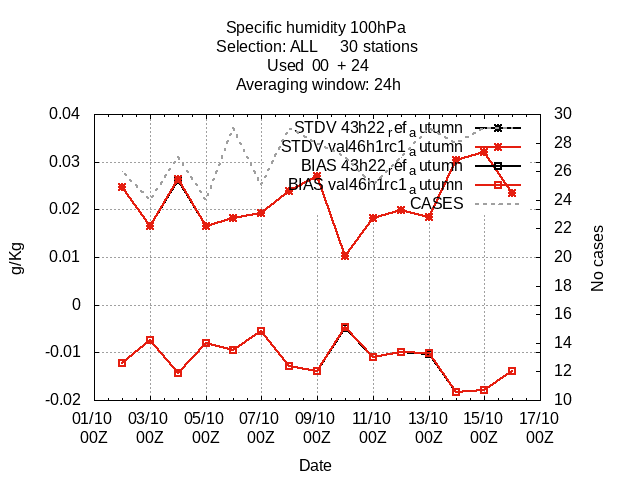 Specific humidity 100hPa
Selection: ALL 30 stations
Used 00 + 24
Averaging window: 24h
0.04 30
STDV 43h22_ref_autumn
28
STDV val46h1rc1_autumn
0.03 26
BIAS 43h22_ref_autumn
BIAS val46h1rc1_autumn
24
CASES
0.02
22
g/Kg
0.01 20
No cases
18
0
16
14
-0.01
12
-0.02 10
01/10 03/10 05/10 07/10 09/10 11/10 13/10 15/10 17/10
00Z 00Z 00Z 00Z 00Z 00Z 00Z 00Z 00Z
Date